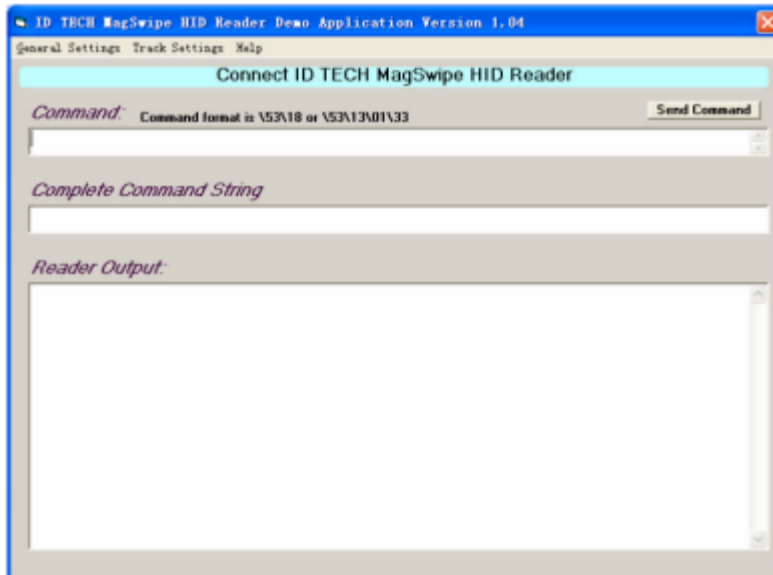 ID TECH MagSwipe HID Reader Demo Application Version 1.04
General Settings Track Settings Help
Connect ID TECH MagSwipe HID Reader
Command: Command format is \53\18 or \53\13\01\33 Send Command
Complete Command String
Reader Output: